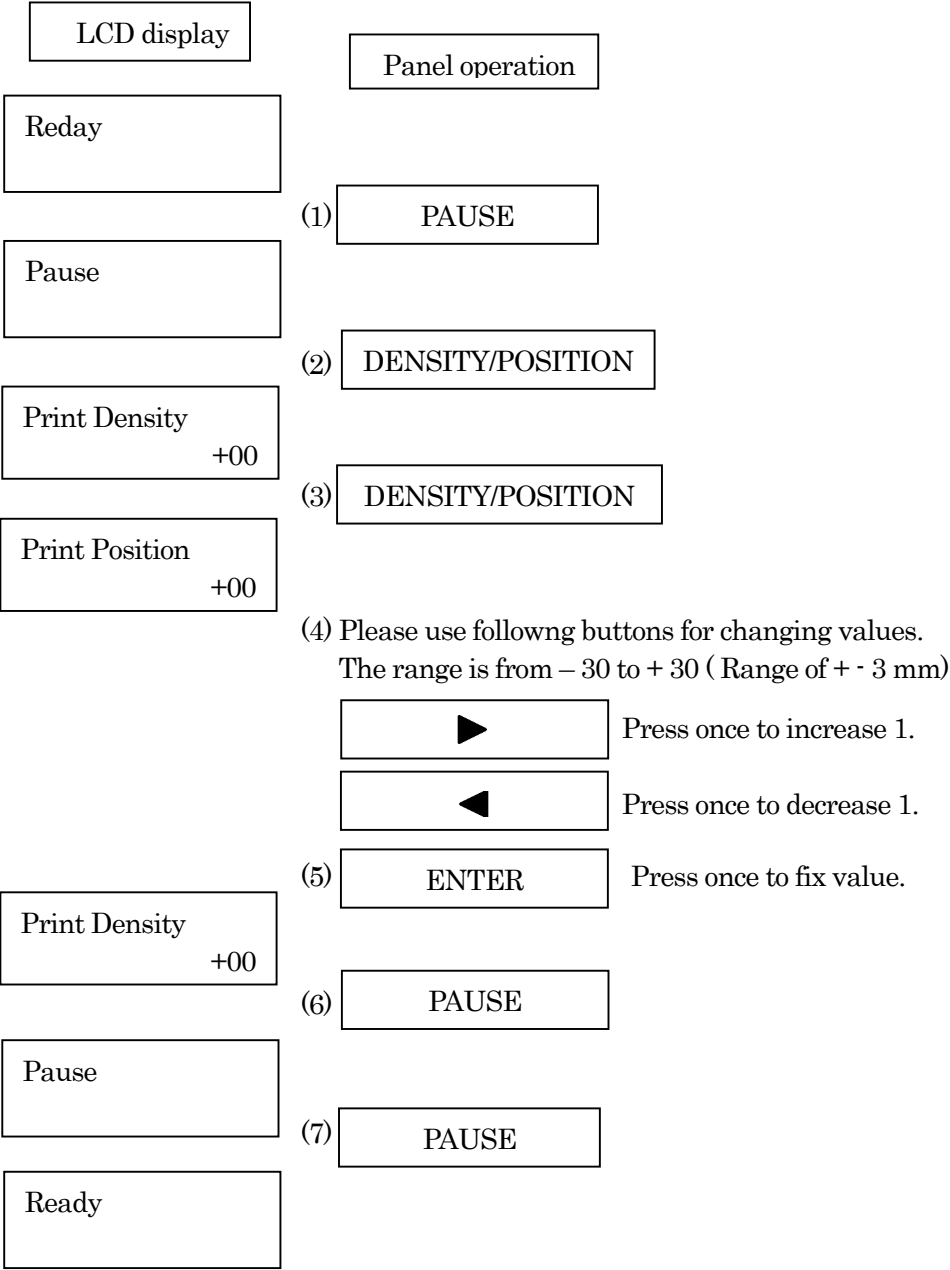 LCD display
Panel operation
Reday
(1) PAUSE
Pause
(2) DENSITY/POSITION
Print Density
+00
(3) DENSITY/POSITION
Print Position
+00
(4) Please use followng buttons for changing values.
The range is from – 30 to + 30 ( Range of + - 3 mm)
▶ Press once to increase 1.
◀ Press once to decrease 1.
(5) ENTER Press once to fix value.
Print Density
+00
(6) PAUSE
Pause
(7) PAUSE
Ready